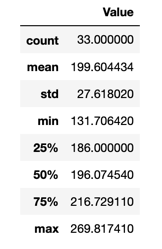 Value
count 33.000000
mean 199.604434
std 27.618020
min 131.706420
25% 186.000000
50% 196.074540
75% 216.729110
max 269.817410